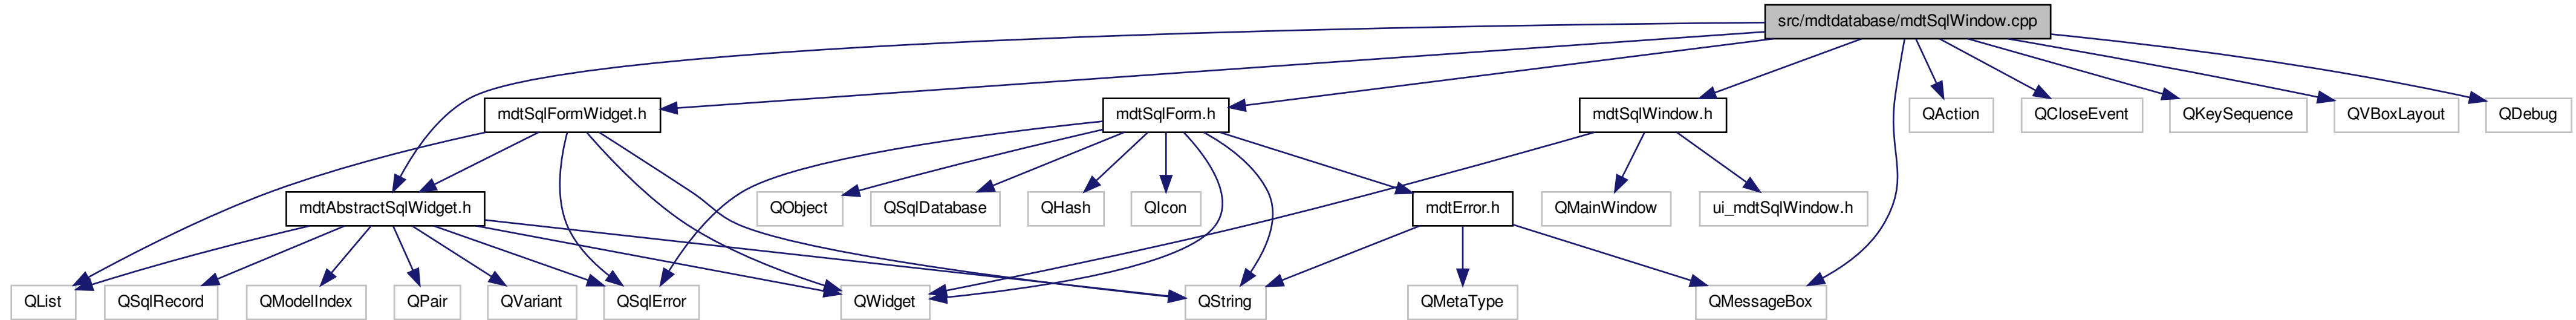 src/mdtdatabase/mdtSqlWindow.cpp
mdtSqlFormWidget.h
mdtSqlForm.h
mdtSqlWindow.h
QAction
QCloseEvent
QKeySequence
QVBoxLayout
QDebug
mdtAbstractSqlWidget.h
QObject
QSqlDatabase
QHash
QIcon
mdtError.h
QMainWindow
ui_mdtSqlWindow.h
QList
QSqlRecord
QModelIndex
QPair
QVariant
QSqlError
QWidget
QString
QMetaType
QMessageBox